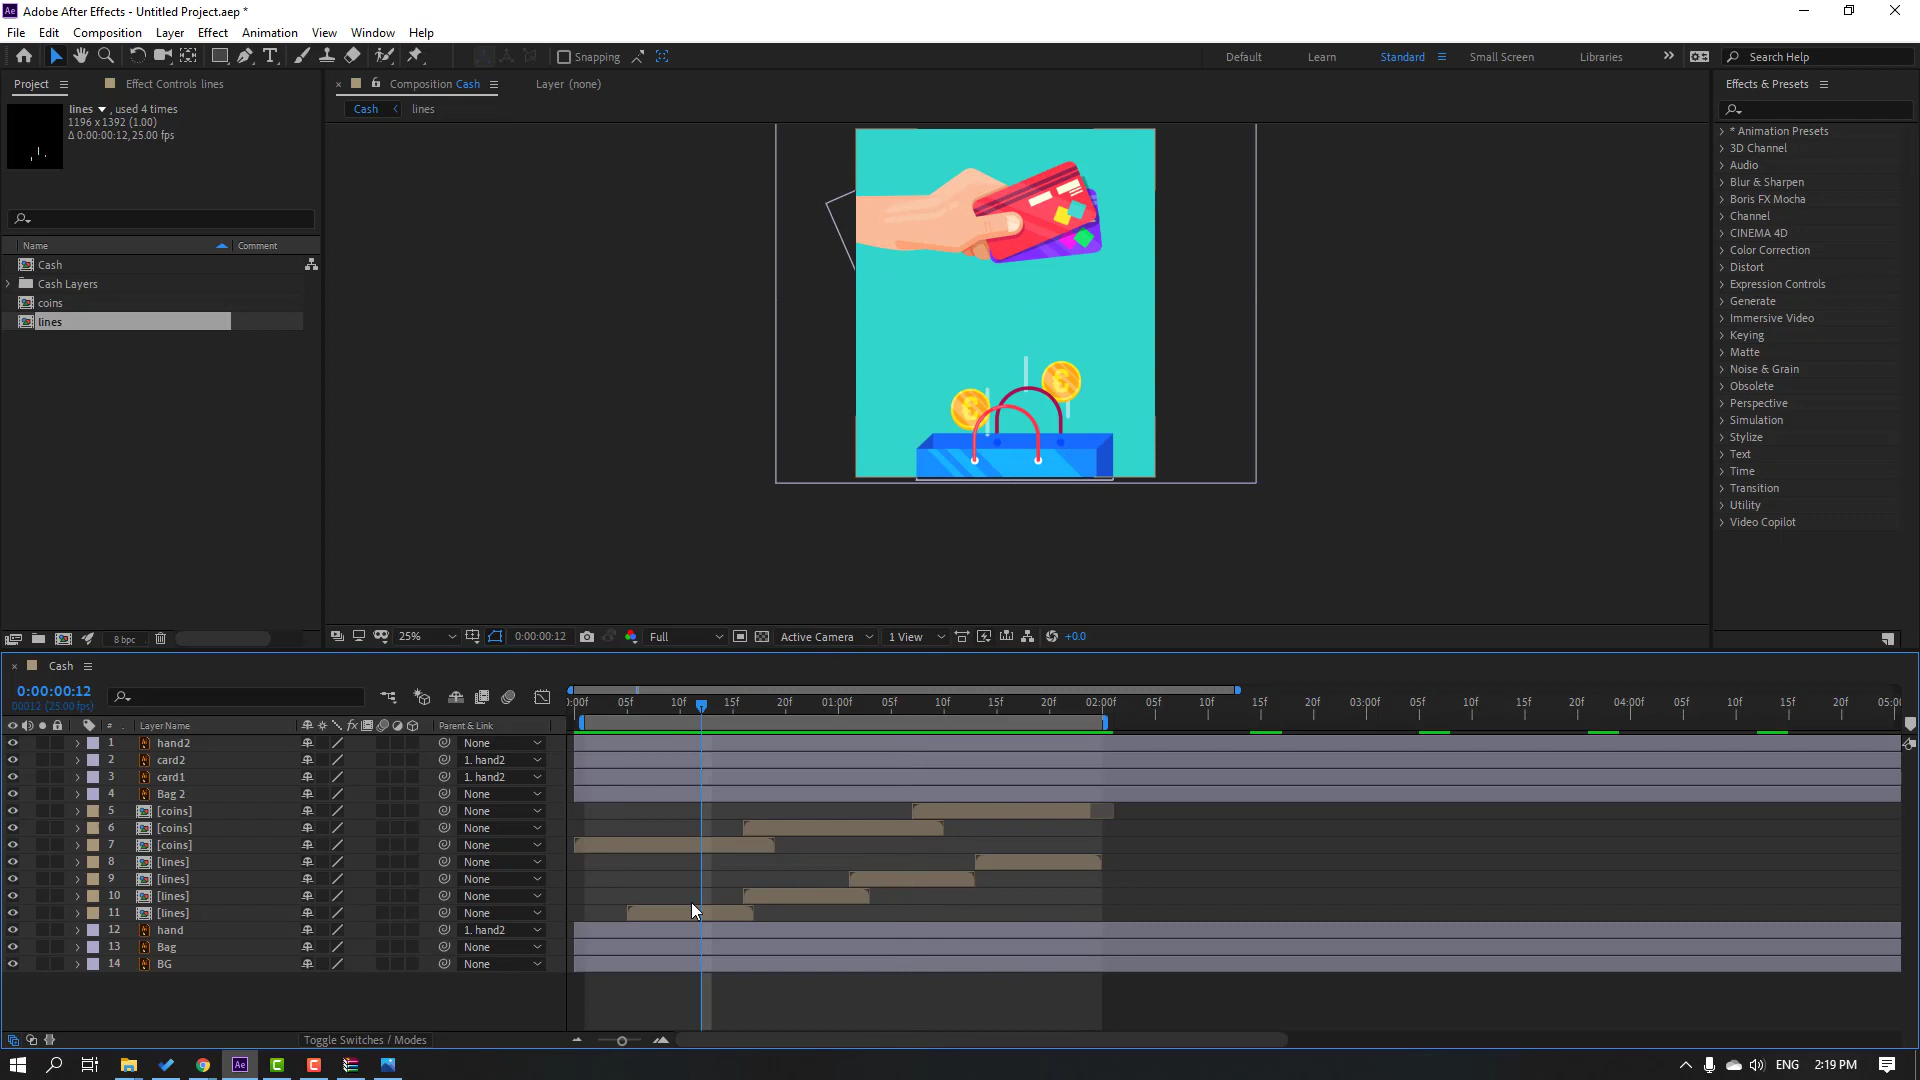 Adobe After Effects - Untitled Project.aep *
File Edit Composition Layer Effect Animation View Window Help
Snapping Default Learn Standard Small Screen Libraries Search Help
Project Effect Controls lines Composition Cash Layer (none) Effects & Presets
Cash lines
lines , used 4 times
1196 x 1392 (1.00)
Δ 0:00:00:12, 25.00 fps
Name Comment
Cash
Cash Layers
coins
lines
* Animation Presets
3D Channel
Audio
Blur & Sharpen
Boris FX Mocha
Channel
CINEMA 4D
Color Correction
Distort
Expression Controls
Generate
Immersive Video
Keying
Matte
Noise & Grain
Obsolete
Perspective
Simulation
Stylize
Text
Time
Transition
Utility
Video Copilot
8 bpc 25% 0:00:00:12 Full Active Camera 1 View +0.0
Cash
0:00:00:12
00012 (25.00 fps)
:00f 05f 10f 15f 20f 01:00f 05f 10f 15f 20f 02:00f 05f 10f 15f 20f 03:00f 05f 10f 15f 20f 04:00f 05f 10f 15f 20f 05:00
# Layer Name Parent & Link
1 hand2 None
2 card2 1. hand2
3 card1 1. hand2
4 Bag 2 None
5 [coins] None
6 [coins] None
7 [coins] None
8 [lines] None
9 [lines] None
10 [lines] None
11 [lines] None
12 hand 1. hand2
13 Bag None
14 BG None
Toggle Switches / Modes
ENG 2:19 PM